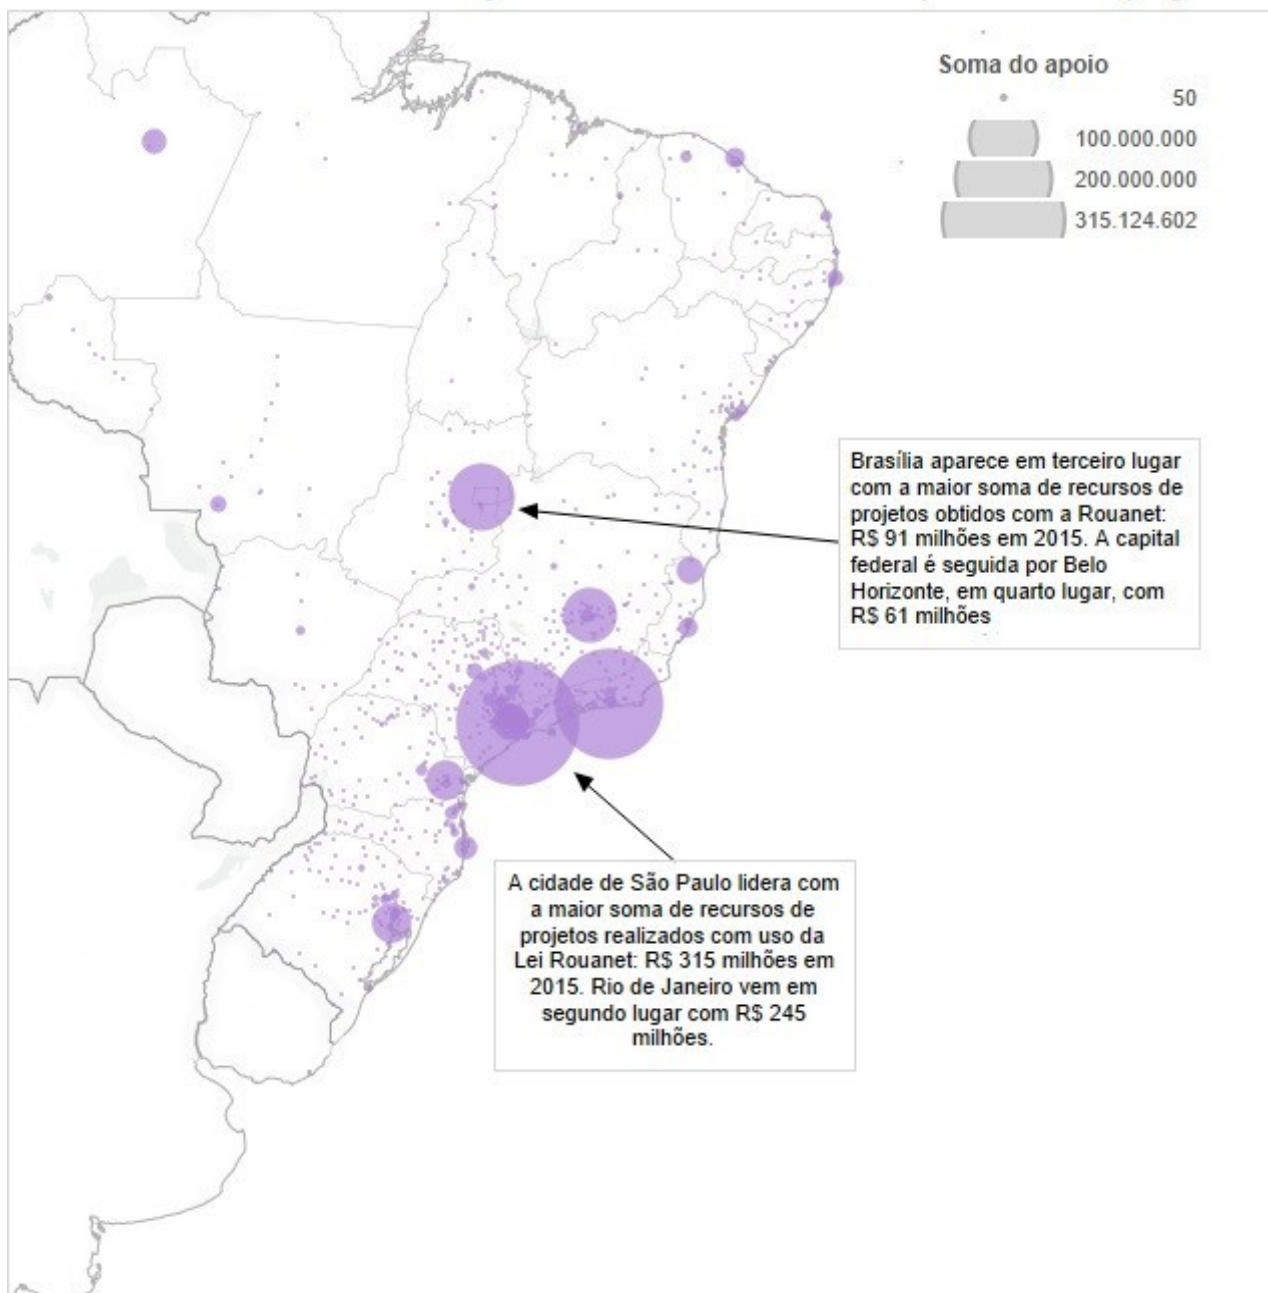 Soma do apoio
50
100.000.000
200.000.000
315.124.602
Brasília aparece em terceiro lugar
com a maior soma de recursos de
projetos obtidos com a Rouanet:
R$ 91 milhões em 2015. A capital
federal é seguida por Belo
Horizonte, em quarto lugar, com
R$ 61 milhões
A cidade de São Paulo lidera com
a maior soma de recursos de
projetos realizados com uso da
Lei Rouanet: R$ 315 milhões em
2015. Rio de Janeiro vem em
segundo lugar com R$ 245
milhões.